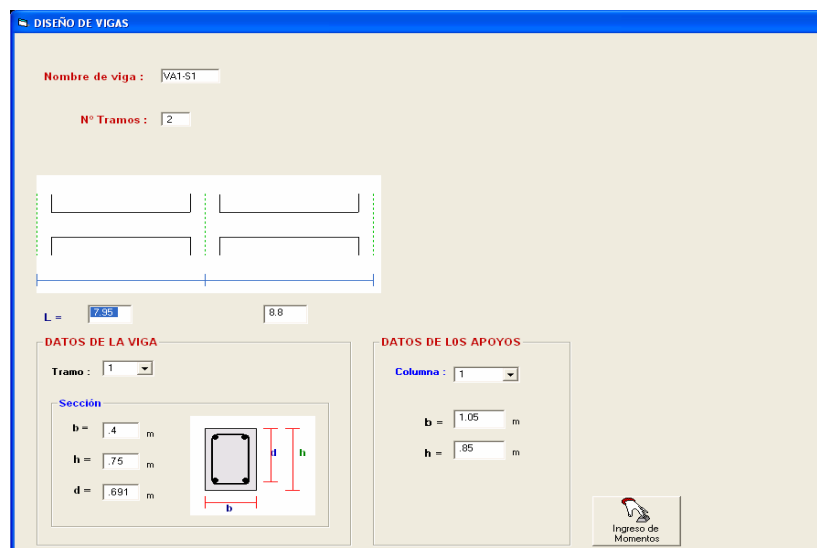 DISEÑO DE VIGAS
Nombre de viga : VA1-S1
Nº Tramos : 2
L = 7.95 8.8
DATOS DE LA VIGA
Tramo : 1
Sección
b = .4 m
h = .75 m
d = .691 m
d h
b
DATOS DE L0S APOYOS
Columna : 1
b = 1.05 m
h = .85 m
Ingreso de
Momentos